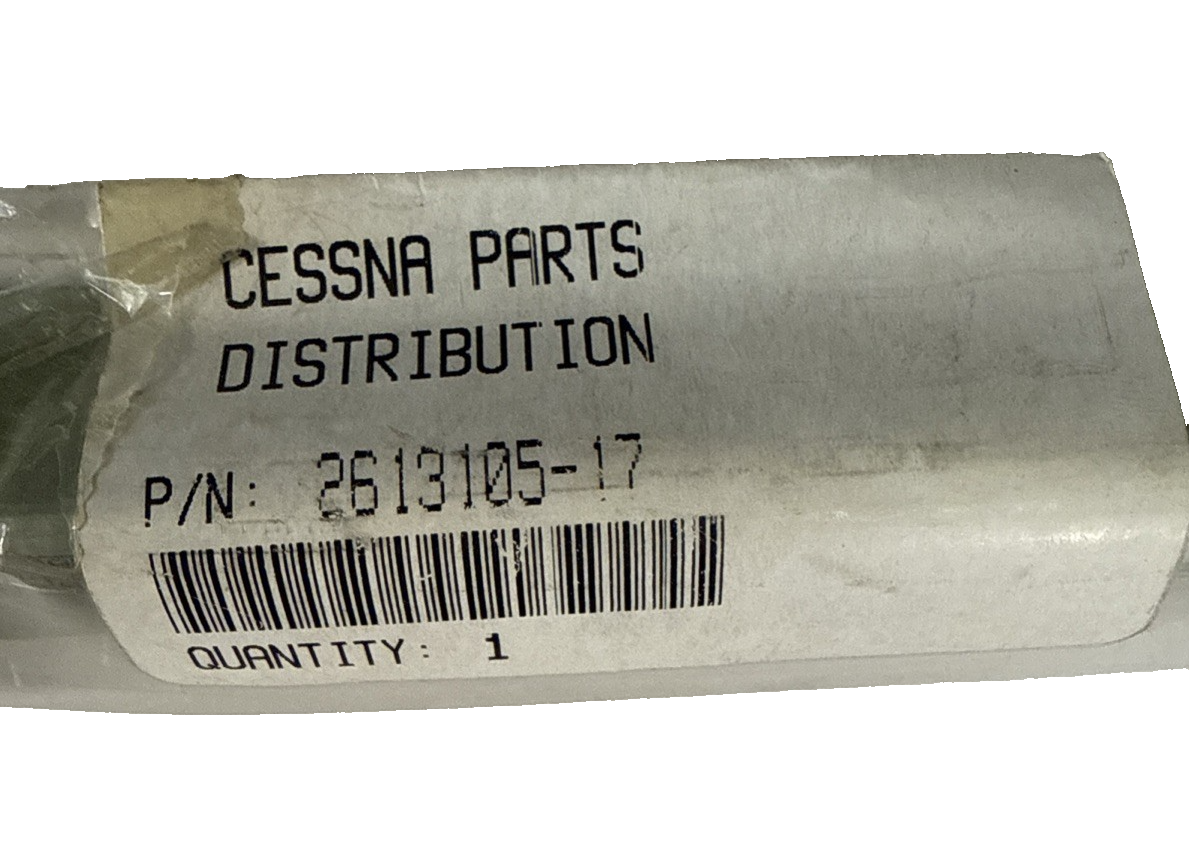 CESSNA PARTS
DISTRIBUTION
P/N: 2613105-17
QUANTITY: 1